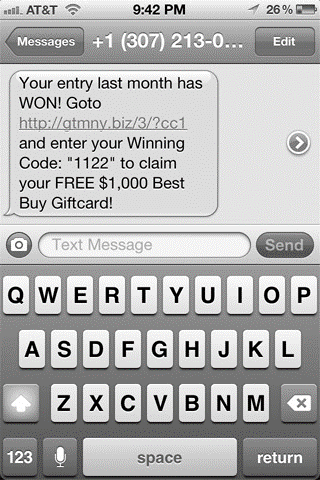 AT&T 9:42 PM 26%
Messages +1 (307) 213-0... Edit
Your entry last month has
WON! Goto
http://gtmny.biz/3/?cc1
and enter your Winning
Code: "1122" to claim
your FREE $1,000 Best
Buy Giftcard!
Text Message Send
Q W E R T Y U I O P
A S D F G H J K L
Z X C V B N M
123 space return